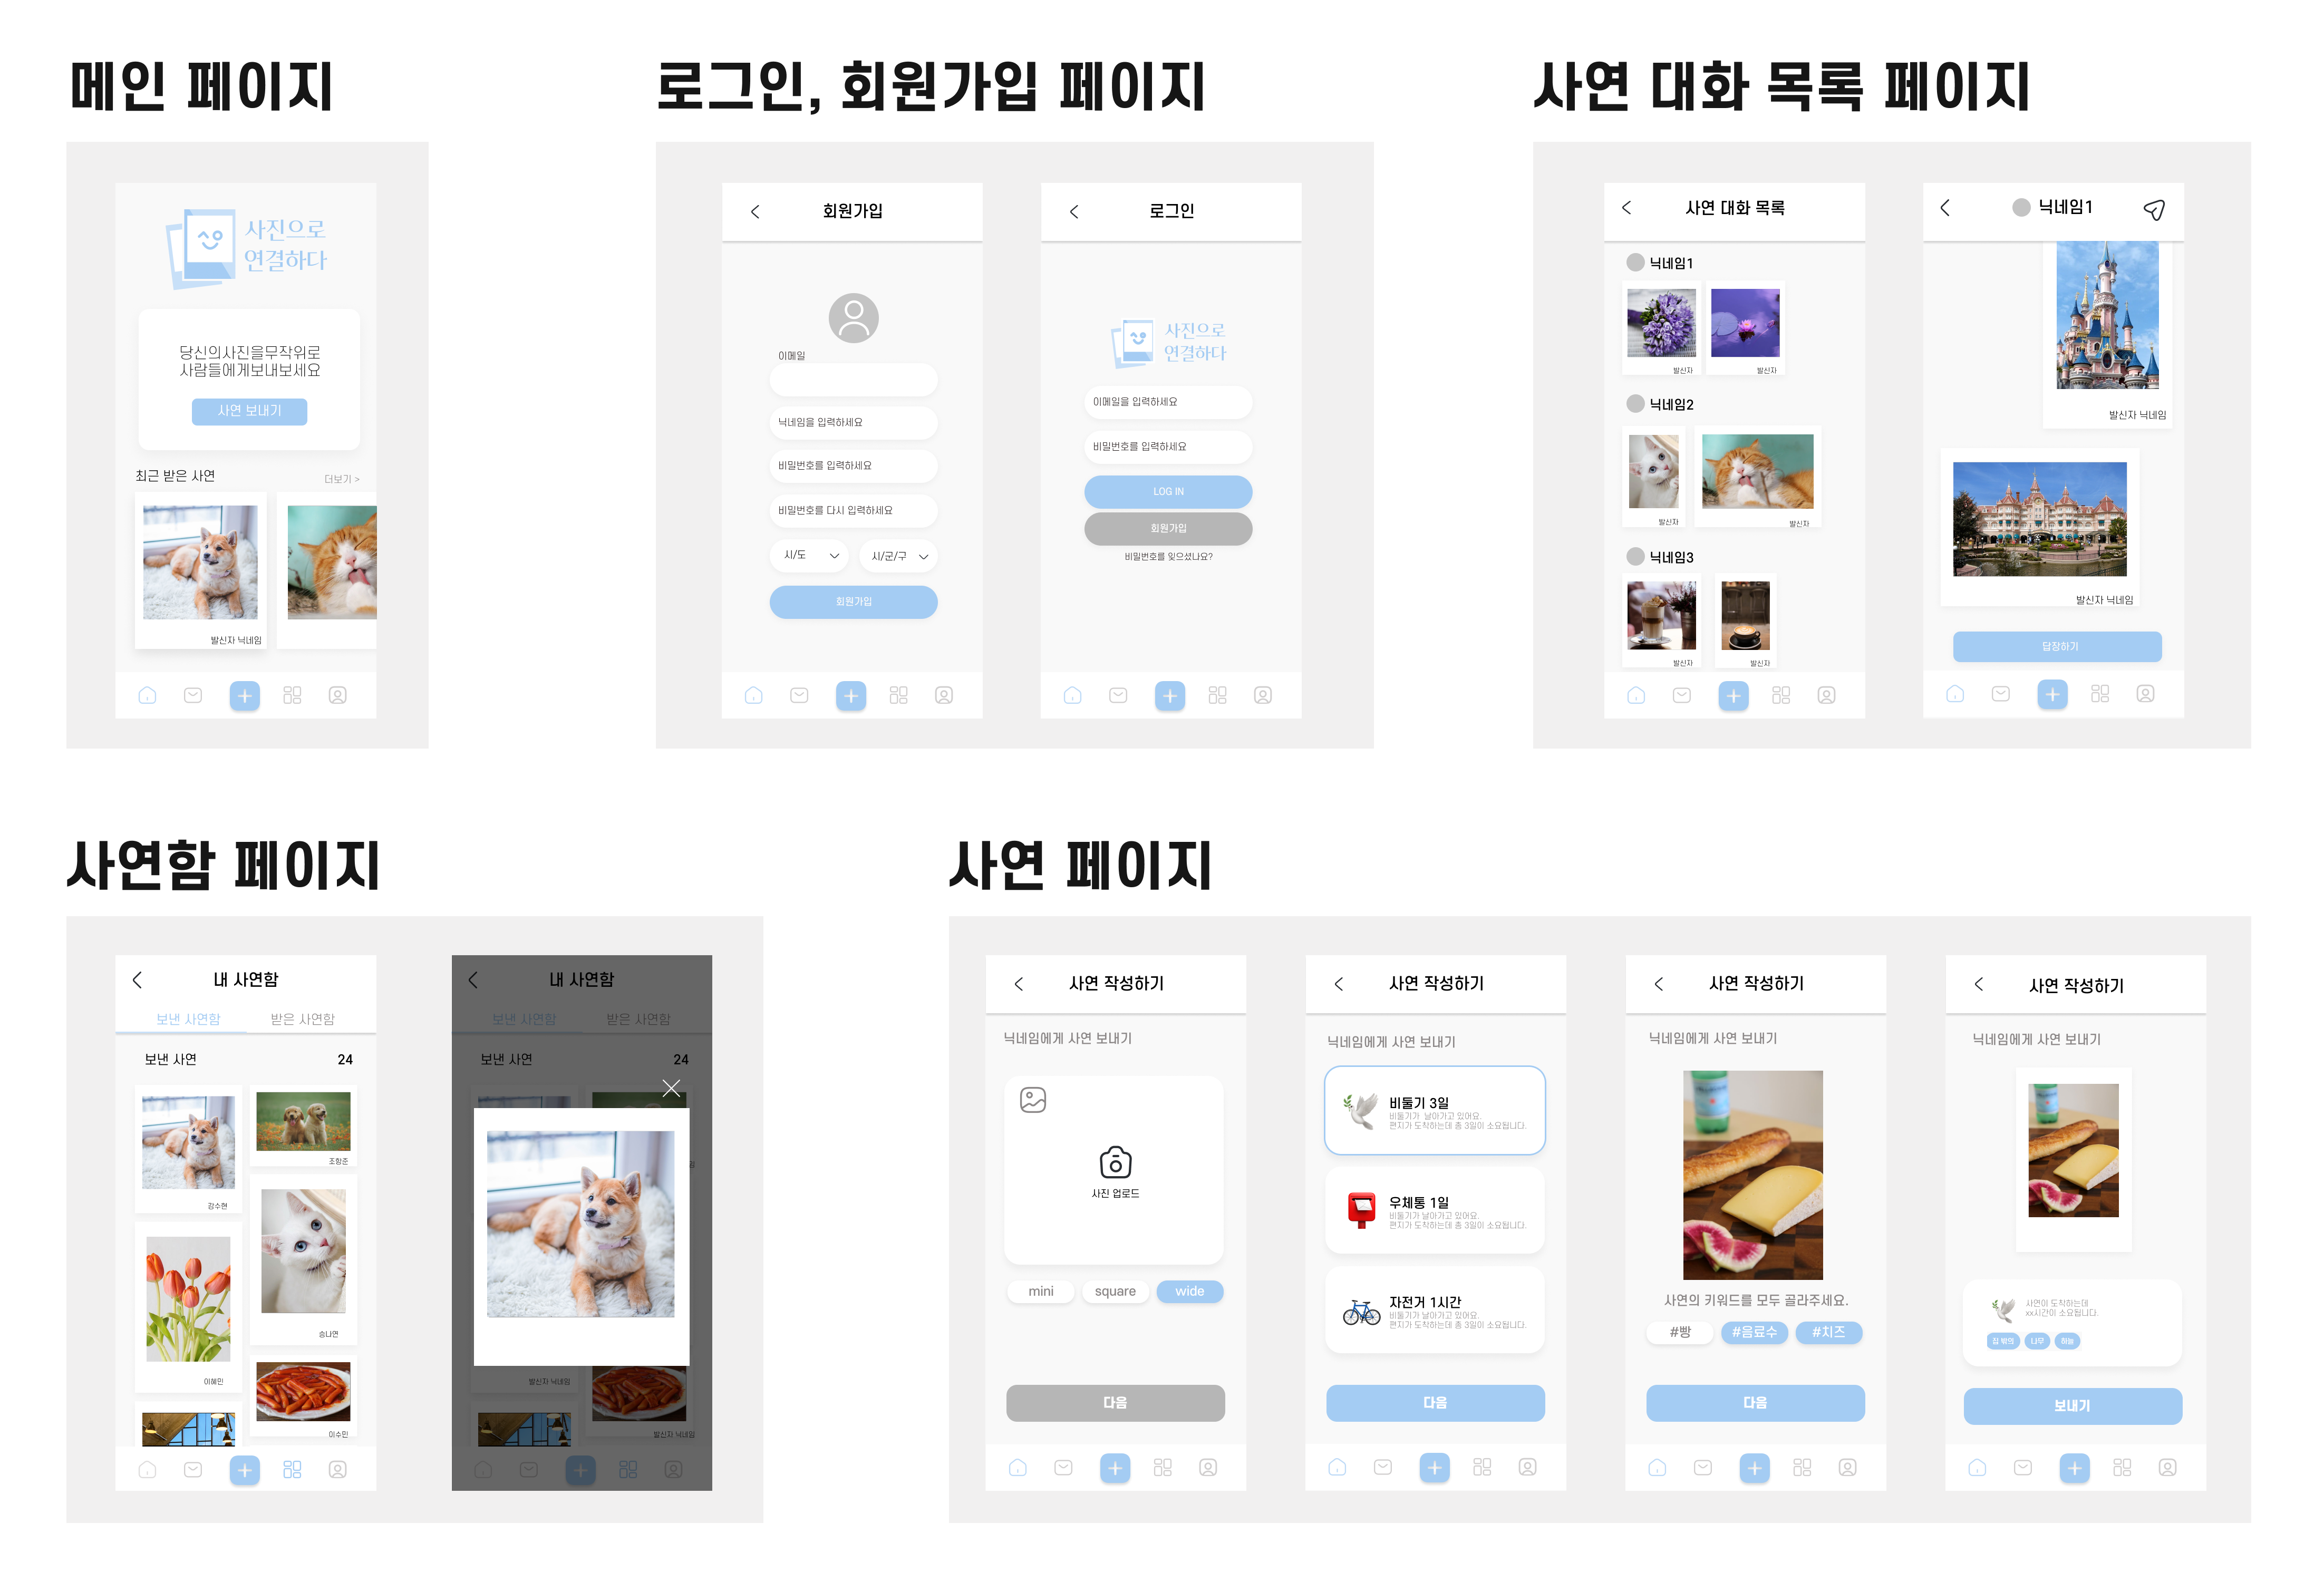 메인 페이지
사진으로
연결하다
당신의사진을무작위로
사람들에게보내보세요
사연 보내기
최근 받은 사연
더보기 >
발신자 닉네임
로그인, 회원가입 페이지
회원가입
이메일
닉네임을 입력하세요
비밀번호를 입력하세요
비밀번호를 다시 입력하세요
시/도
시/군/구
회원가입
로그인
사진으로
연결하다
이메일을 입력하세요
비밀번호를 입력하세요
LOG IN
회원가입
비밀번호를 잊으셨나요?
사연 대화 목록 페이지
사연 대화 목록
닉네임1
발신자
발신자
닉네임2
발신자
발신자
닉네임3
발신자
발신자
닉네임1
발신자 닉네임
발신자 닉네임
답장하기
사연함 페이지
내 사연함
보낸 사연함
받은 사연함
보낸 사연
24
조항준
강수현
승나연
이혜민
이수민
내 사연함
보낸 사연함
받은 사연함
보낸 사연
24
발신자 닉네임
발신자 닉네임
사연 페이지
사연 작성하기
닉네임에게 사연 보내기
사진 업로드
mini
square
wide
다음
사연 작성하기
닉네임에게 사연 보내기
비둘기 3일
비둘기가 날아가고 있어요.
편지가 도착하는데 총 3일이 소요됩니다.
우체통 1일
비둘기가 날아가고 있어요.
편지가 도착하는데 총 3일이 소요됩니다.
자전거 1시간
비둘기가 날아가고 있어요.
편지가 도착하는데 총 3일이 소요됩니다.
다음
사연 작성하기
닉네임에게 사연 보내기
사연의 키워드를 모두 골라주세요.
#빵
#음료수
#치즈
다음
사연 작성하기
닉네임에게 사연 보내기
사연이 도착하는데
xx시간이 소요됩니다.
집 밖의
나무
하늘
보내기